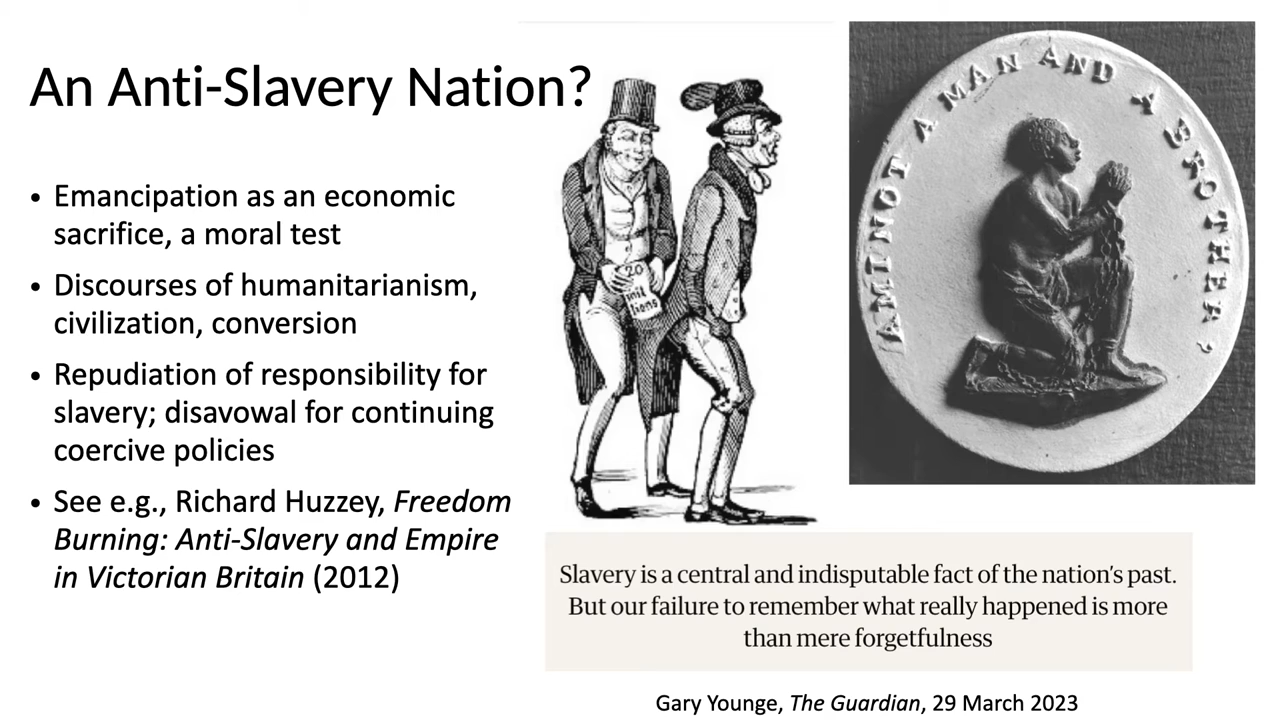 An Anti-Slavery Nation?
• Emancipation as an economic
sacrifice, a moral test
• Discourses of humanitarianism,
civilization, conversion
• Repudiation of responsibility for
slavery; disavowal for continuing
coercive policies
• See e.g., Richard Huzzey, Freedom
Burning: Anti-Slavery and Empire
in Victorian Britain (2012)
20
mil
lions
AM I NOT A MAN AND A BROTHER ?
Slavery is a central and indisputable fact of the nation's past.
But our failure to remember what really happened is more
than mere forgetfulness
Gary Younge, The Guardian, 29 March 2023